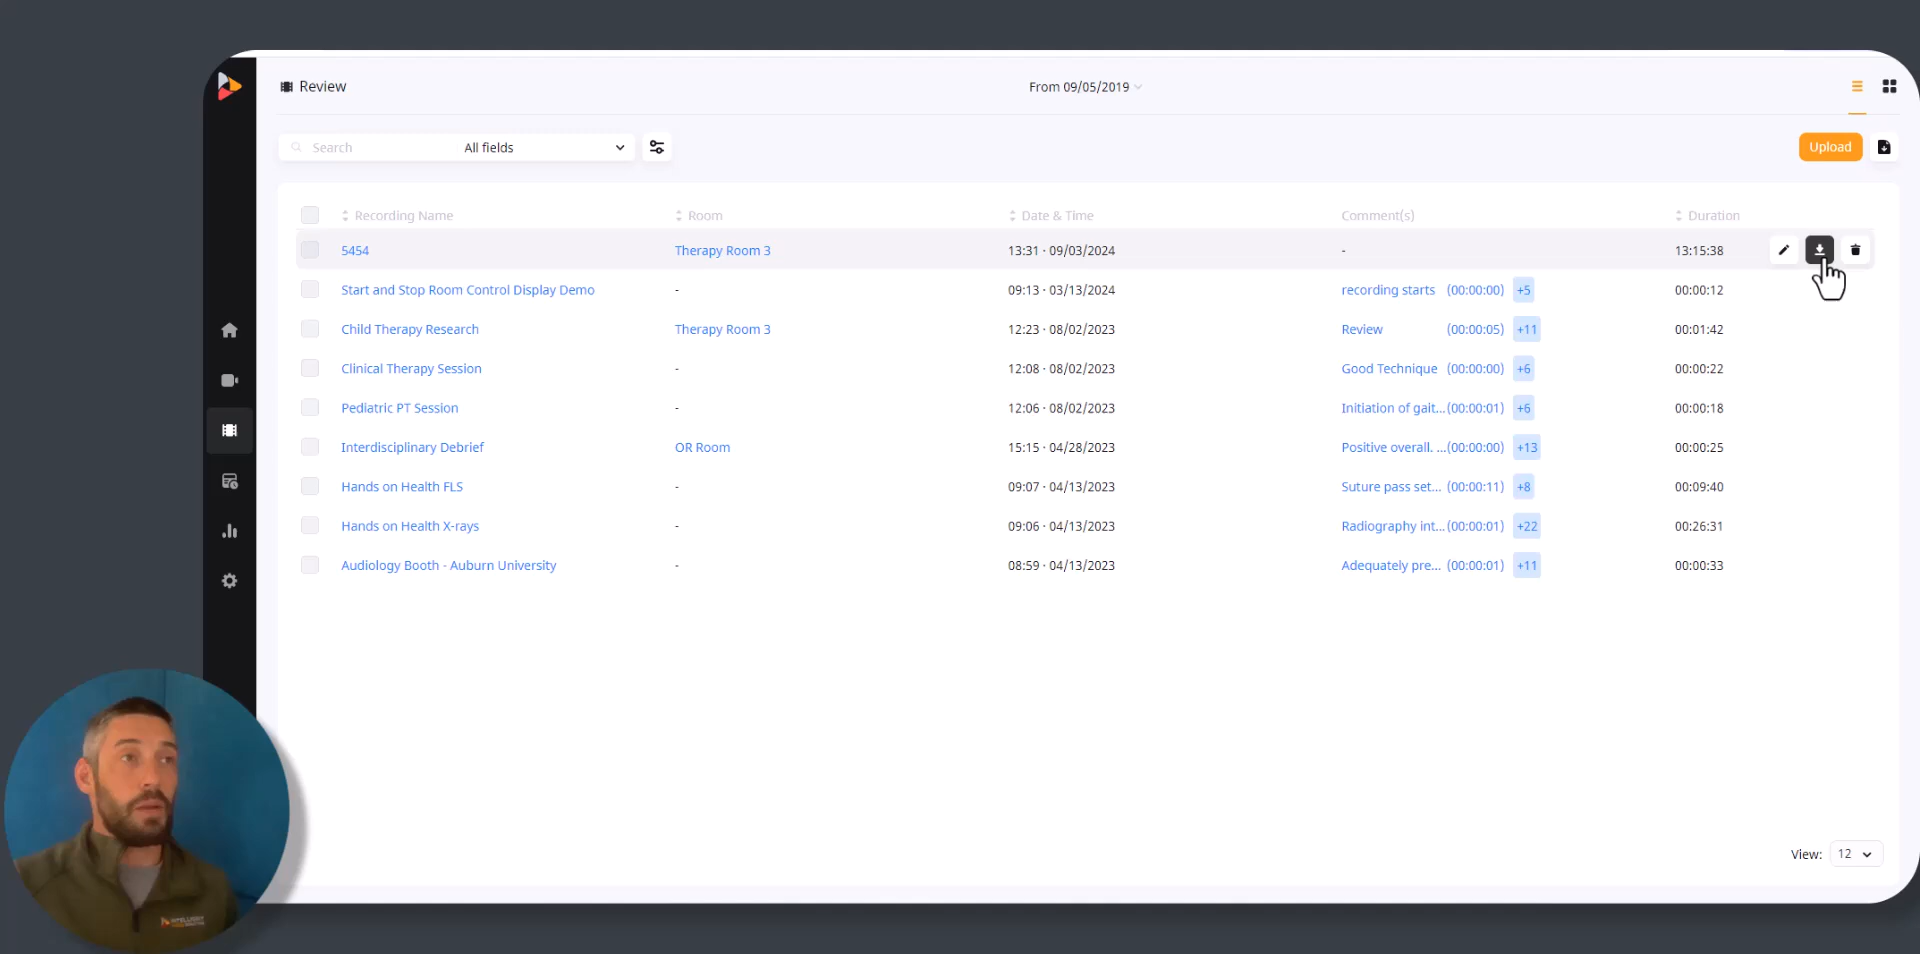 Review
From 09/05/2019
Search All fields
Upload
Recording Name Room Date & Time Comment(s) Duration
5454 Therapy Room 3 13:31 · 09/03/2024 - 13:15:38
Start and Stop Room Control Display Demo - 09:13 · 03/13/2024 recording starts (00:00:00) +5 00:00:12
Child Therapy Research Therapy Room 3 12:23 · 08/02/2023 Review (00:00:05) +11 00:01:42
Clinical Therapy Session - 12:08 · 08/02/2023 Good Technique (00:00:00) +6 00:00:22
Pediatric PT Session - 12:06 · 08/02/2023 Initiation of gait... (00:00:01) +6 00:00:18
Interdisciplinary Debrief OR Room 15:15 · 04/28/2023 Positive overall. ... (00:00:00) +13 00:00:25
Hands on Health FLS - 09:07 · 04/13/2023 Suture pass set... (00:00:11) +8 00:09:40
Hands on Health X-rays - 09:06 · 04/13/2023 Radiography int... (00:00:01) +22 00:26:31
Audiology Booth - Auburn University - 08:59 · 04/13/2023 Adequately pre... (00:00:01) +11 00:00:33
View: 12